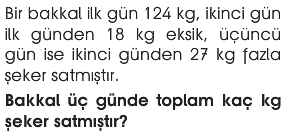 Bir bakkal ilk gün 124 kg, ikinci gün
ilk günden 18 kg eksik, üçüncü
gün ise ikinci günden 27 kg fazla
şeker satmıştır.
Bakkal üç günde toplam kaç kg
şeker satmıştır?